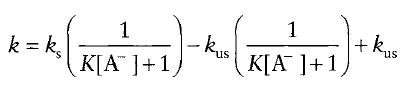 k = k_s ( 1 / (K[A⁻] + 1) ) − k_us ( 1 / (K[A⁻] + 1) ) + k_us